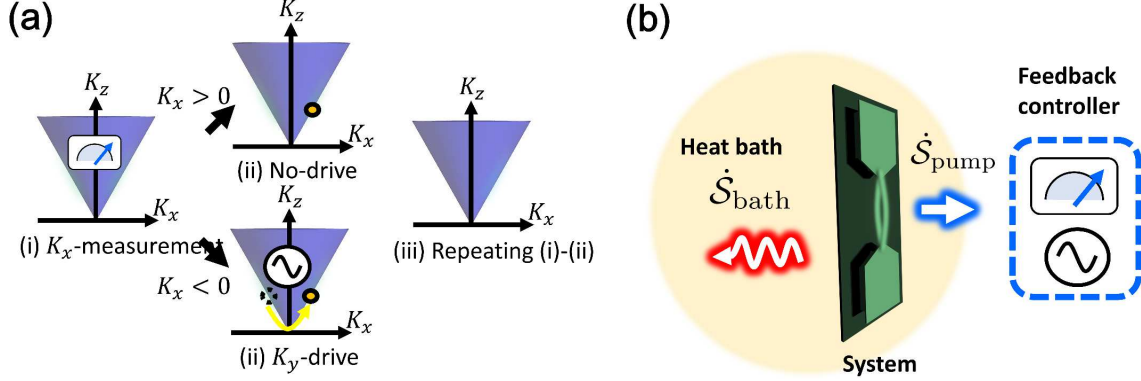 (a)
K_z
K_x > 0
K_z
K_x
(ii) No-drive
K_x
(i) K_x-measurement
K_x < 0
K_z
K_x
(ii) K_y-drive
K_z
K_x
(iii) Repeating (i)-(ii)
(b)
Heat bath
Ṡ_bath
Ṡ_pump
System
Feedback
controller